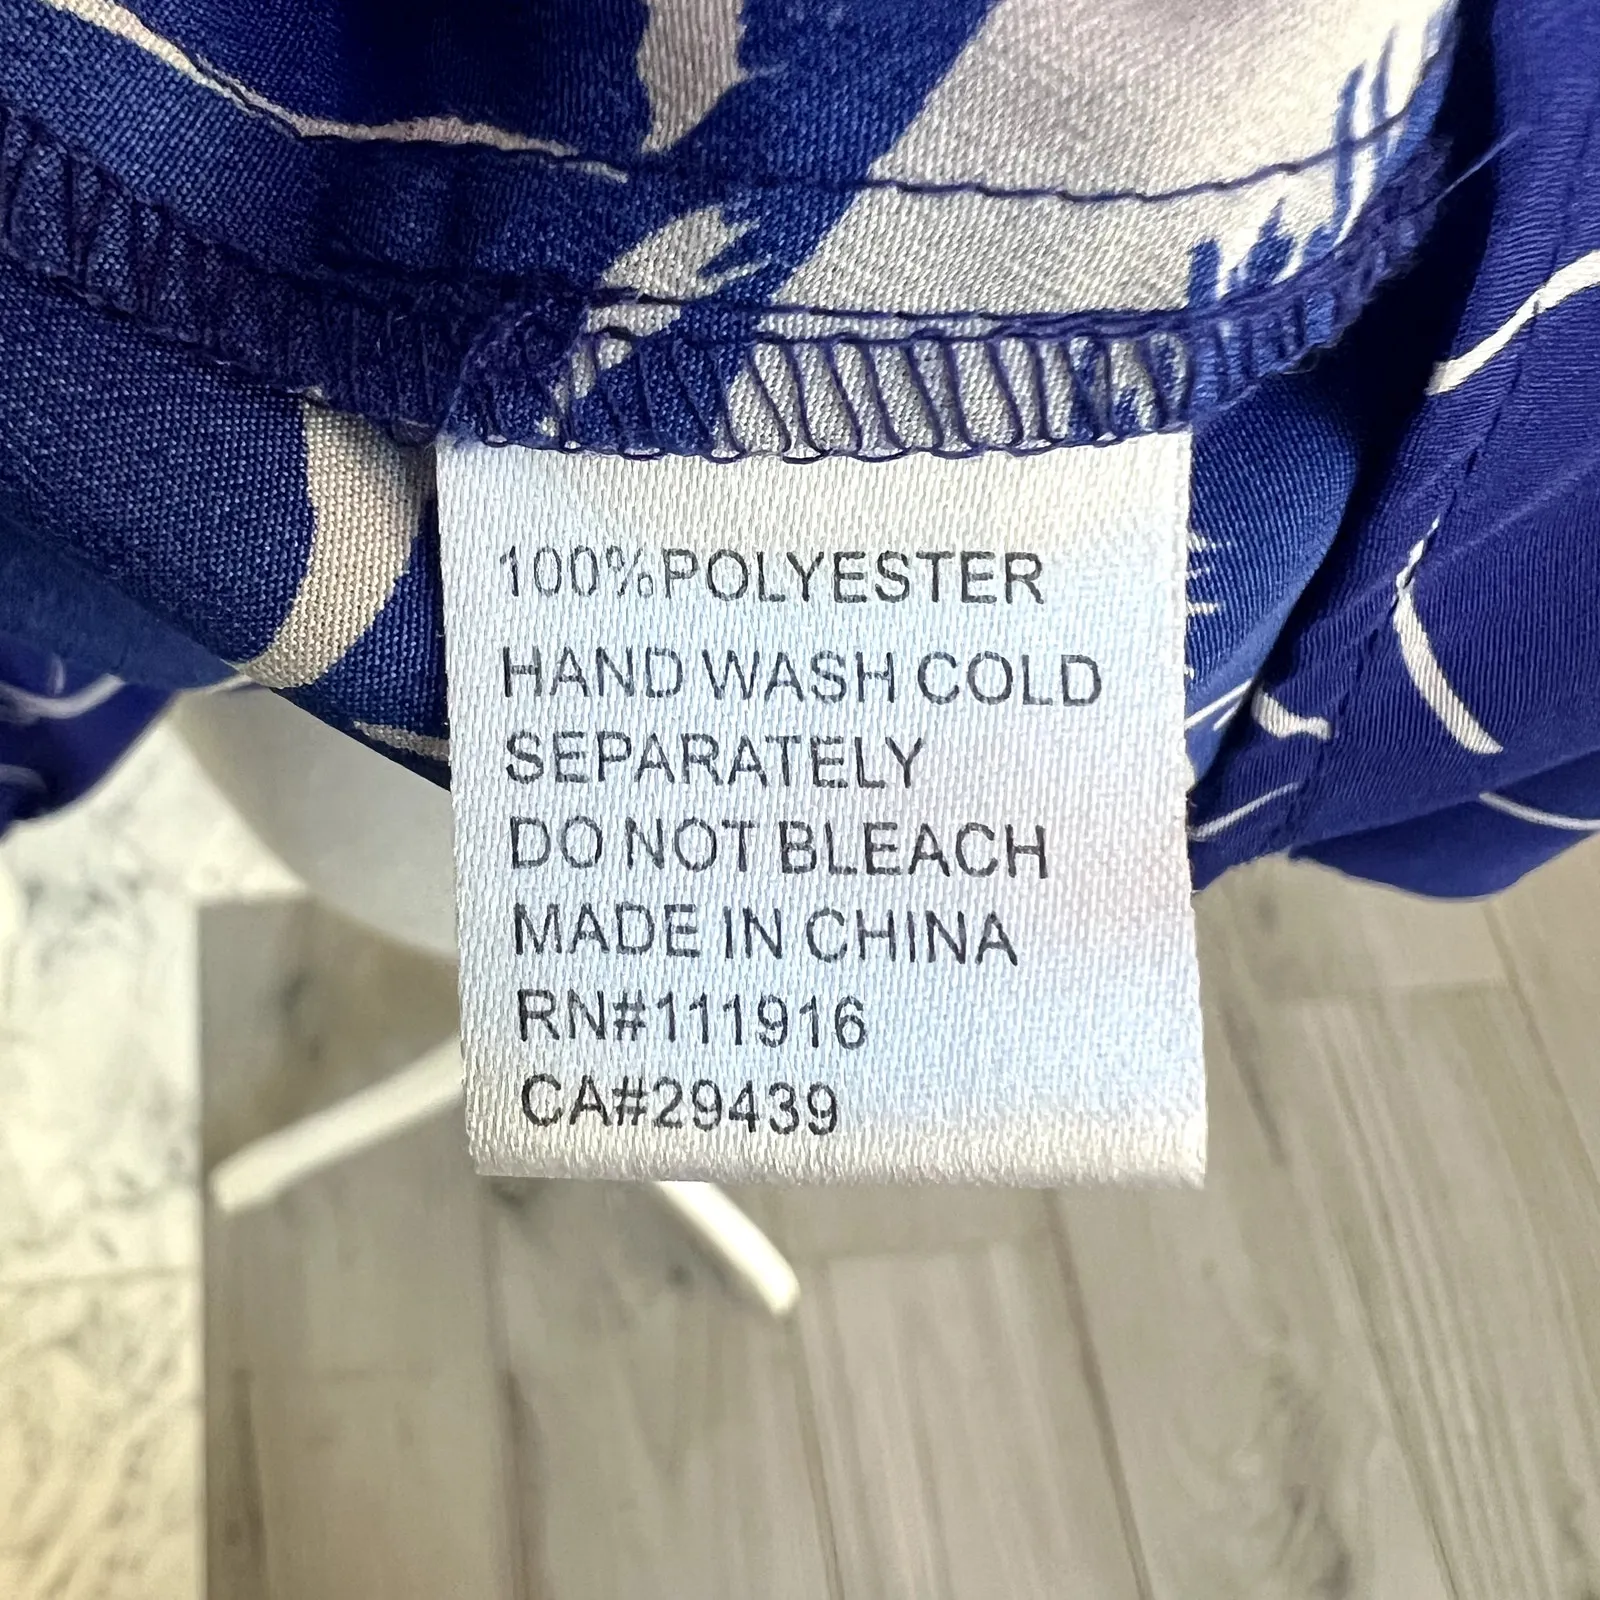 100%POLYESTER
HAND WASH COLD
SEPARATELY
DO NOT BLEACH
MADE IN CHINA
RN#111916
CA#29439